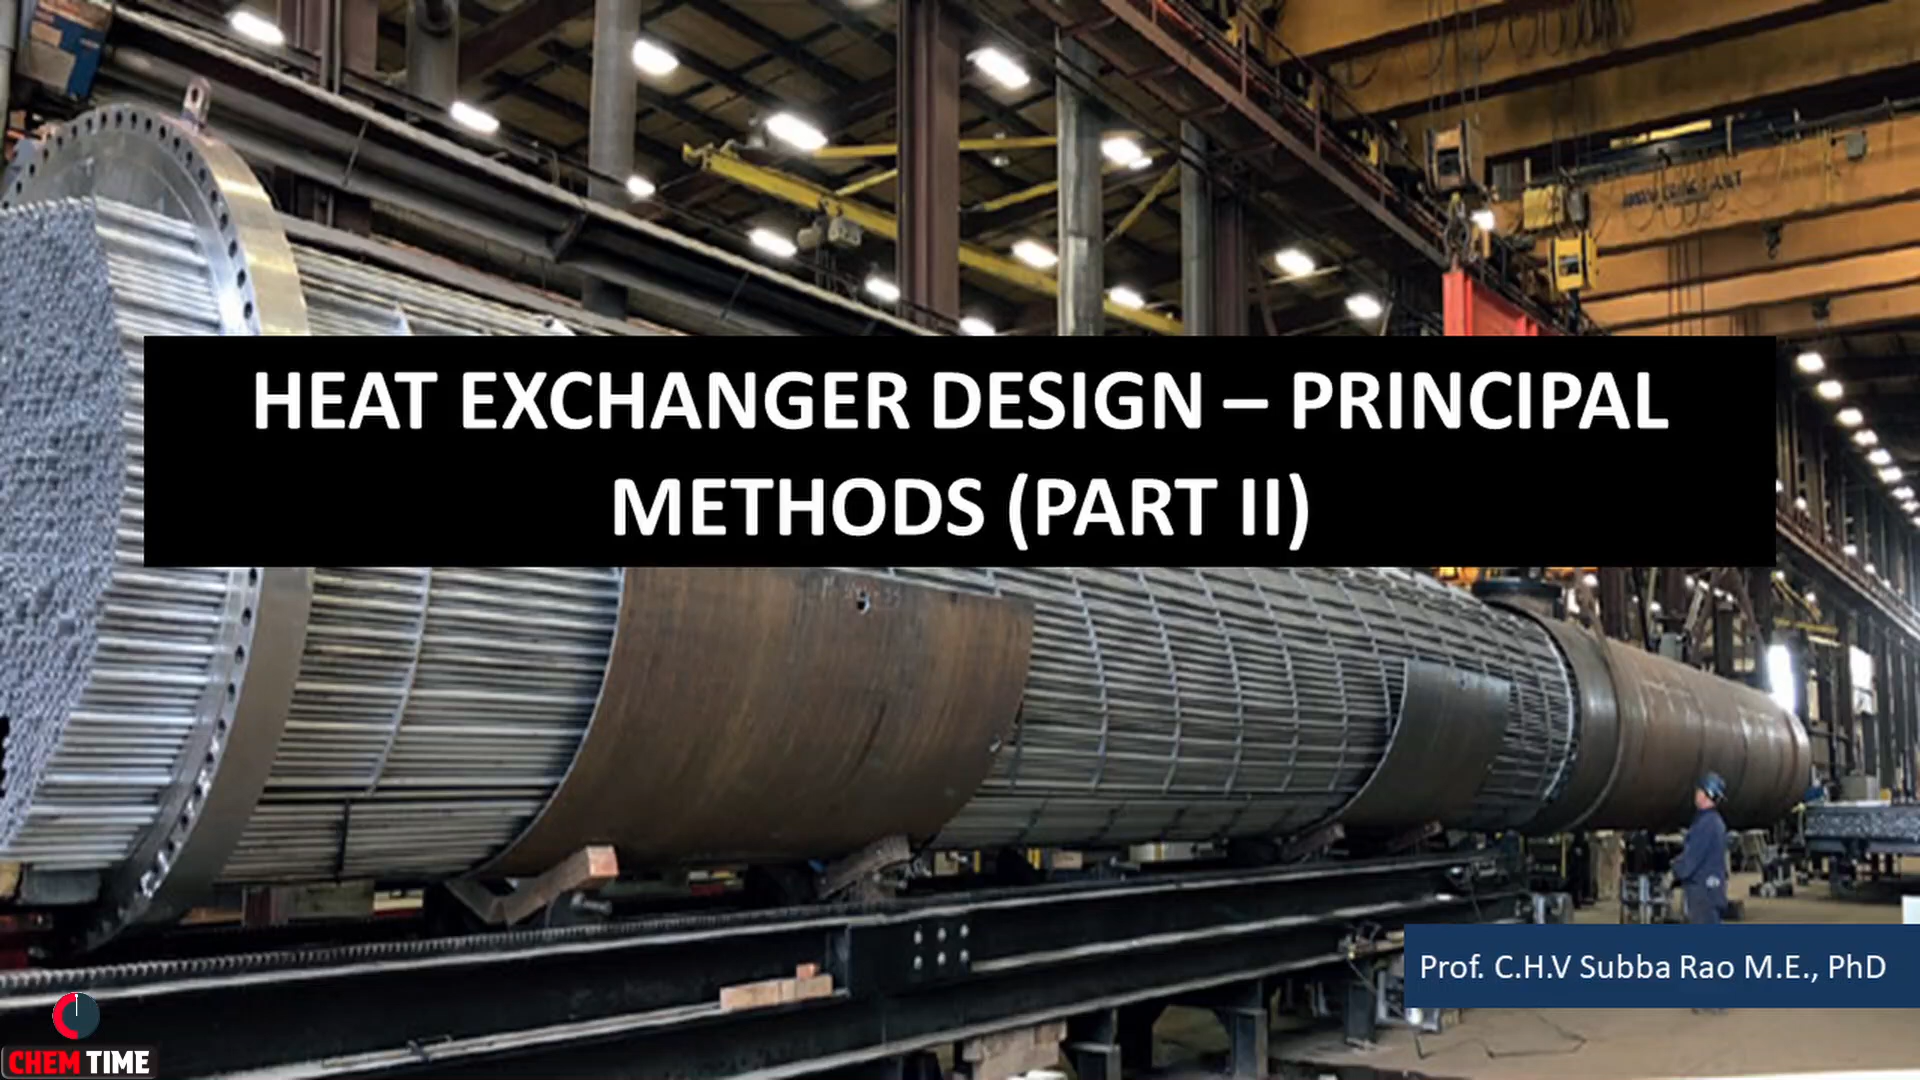 HEAT EXCHANGER DESIGN – PRINCIPAL
METHODS (PART II)
Prof. C.H.V Subba Rao M.E., PhD
CHEM TIME